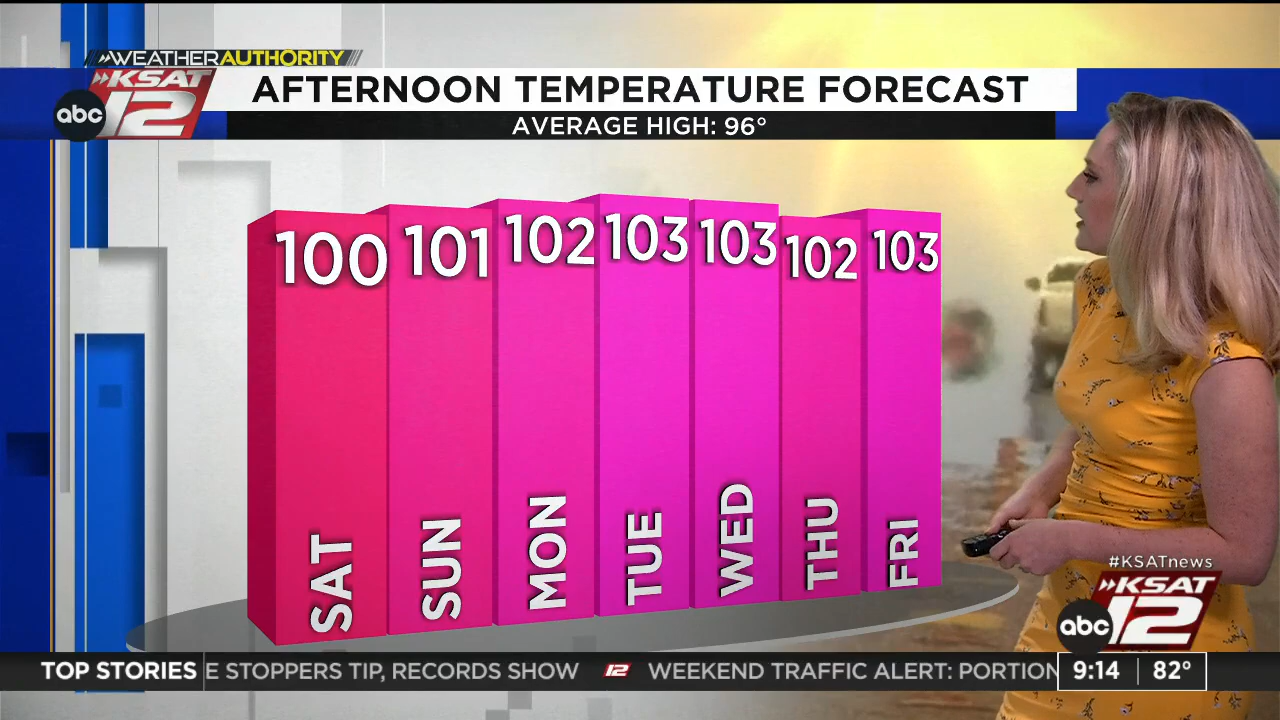 WEATHERAUTHORITY
KSAT
abc 12
AFTERNOON TEMPERATURE FORECAST
AVERAGE HIGH: 96°
100
101
102
103
103
102
103
SAT
SUN
MON
TUE
WED
THU
FRI
#KSATnews
KSAT
abc 12
TOP STORIES E STOPPERS TIP, RECORDS SHOW 12 WEEKEND TRAFFIC ALERT: PORTION 9:14 82°